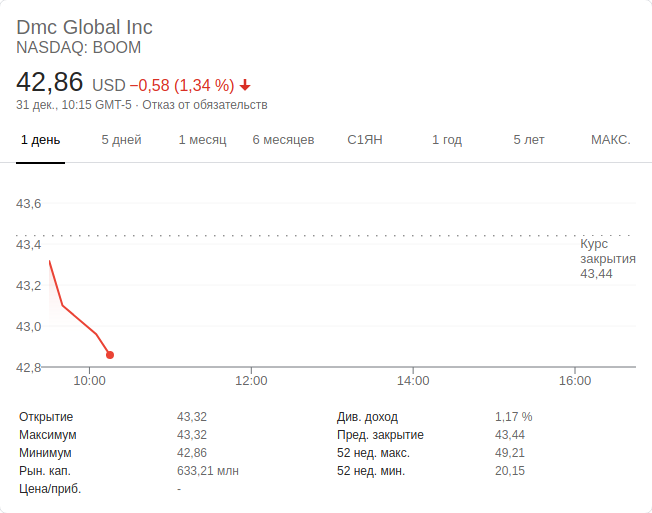 Dmc Global Inc
NASDAQ: BOOM
42,86 USD −0,58 (1,34 %)
31 дек., 10:15 GMT-5 · Отказ от обязательств
1 день 5 дней 1 месяц 6 месяцев С1ЯН 1 год 5 лет МАКС.
43,6
43,4
Курс
закрытия
43,44
43,2
43,0
42,8
10:00 12:00 14:00 16:00
Открытие 43,32 Див. доход 1,17 %
Максимум 43,32 Пред. закрытие 43,44
Минимум 42,86 52 нед. макс. 49,21
Рын. кап. 633,21 млн 52 нед. мин. 20,15
Цена/приб. -